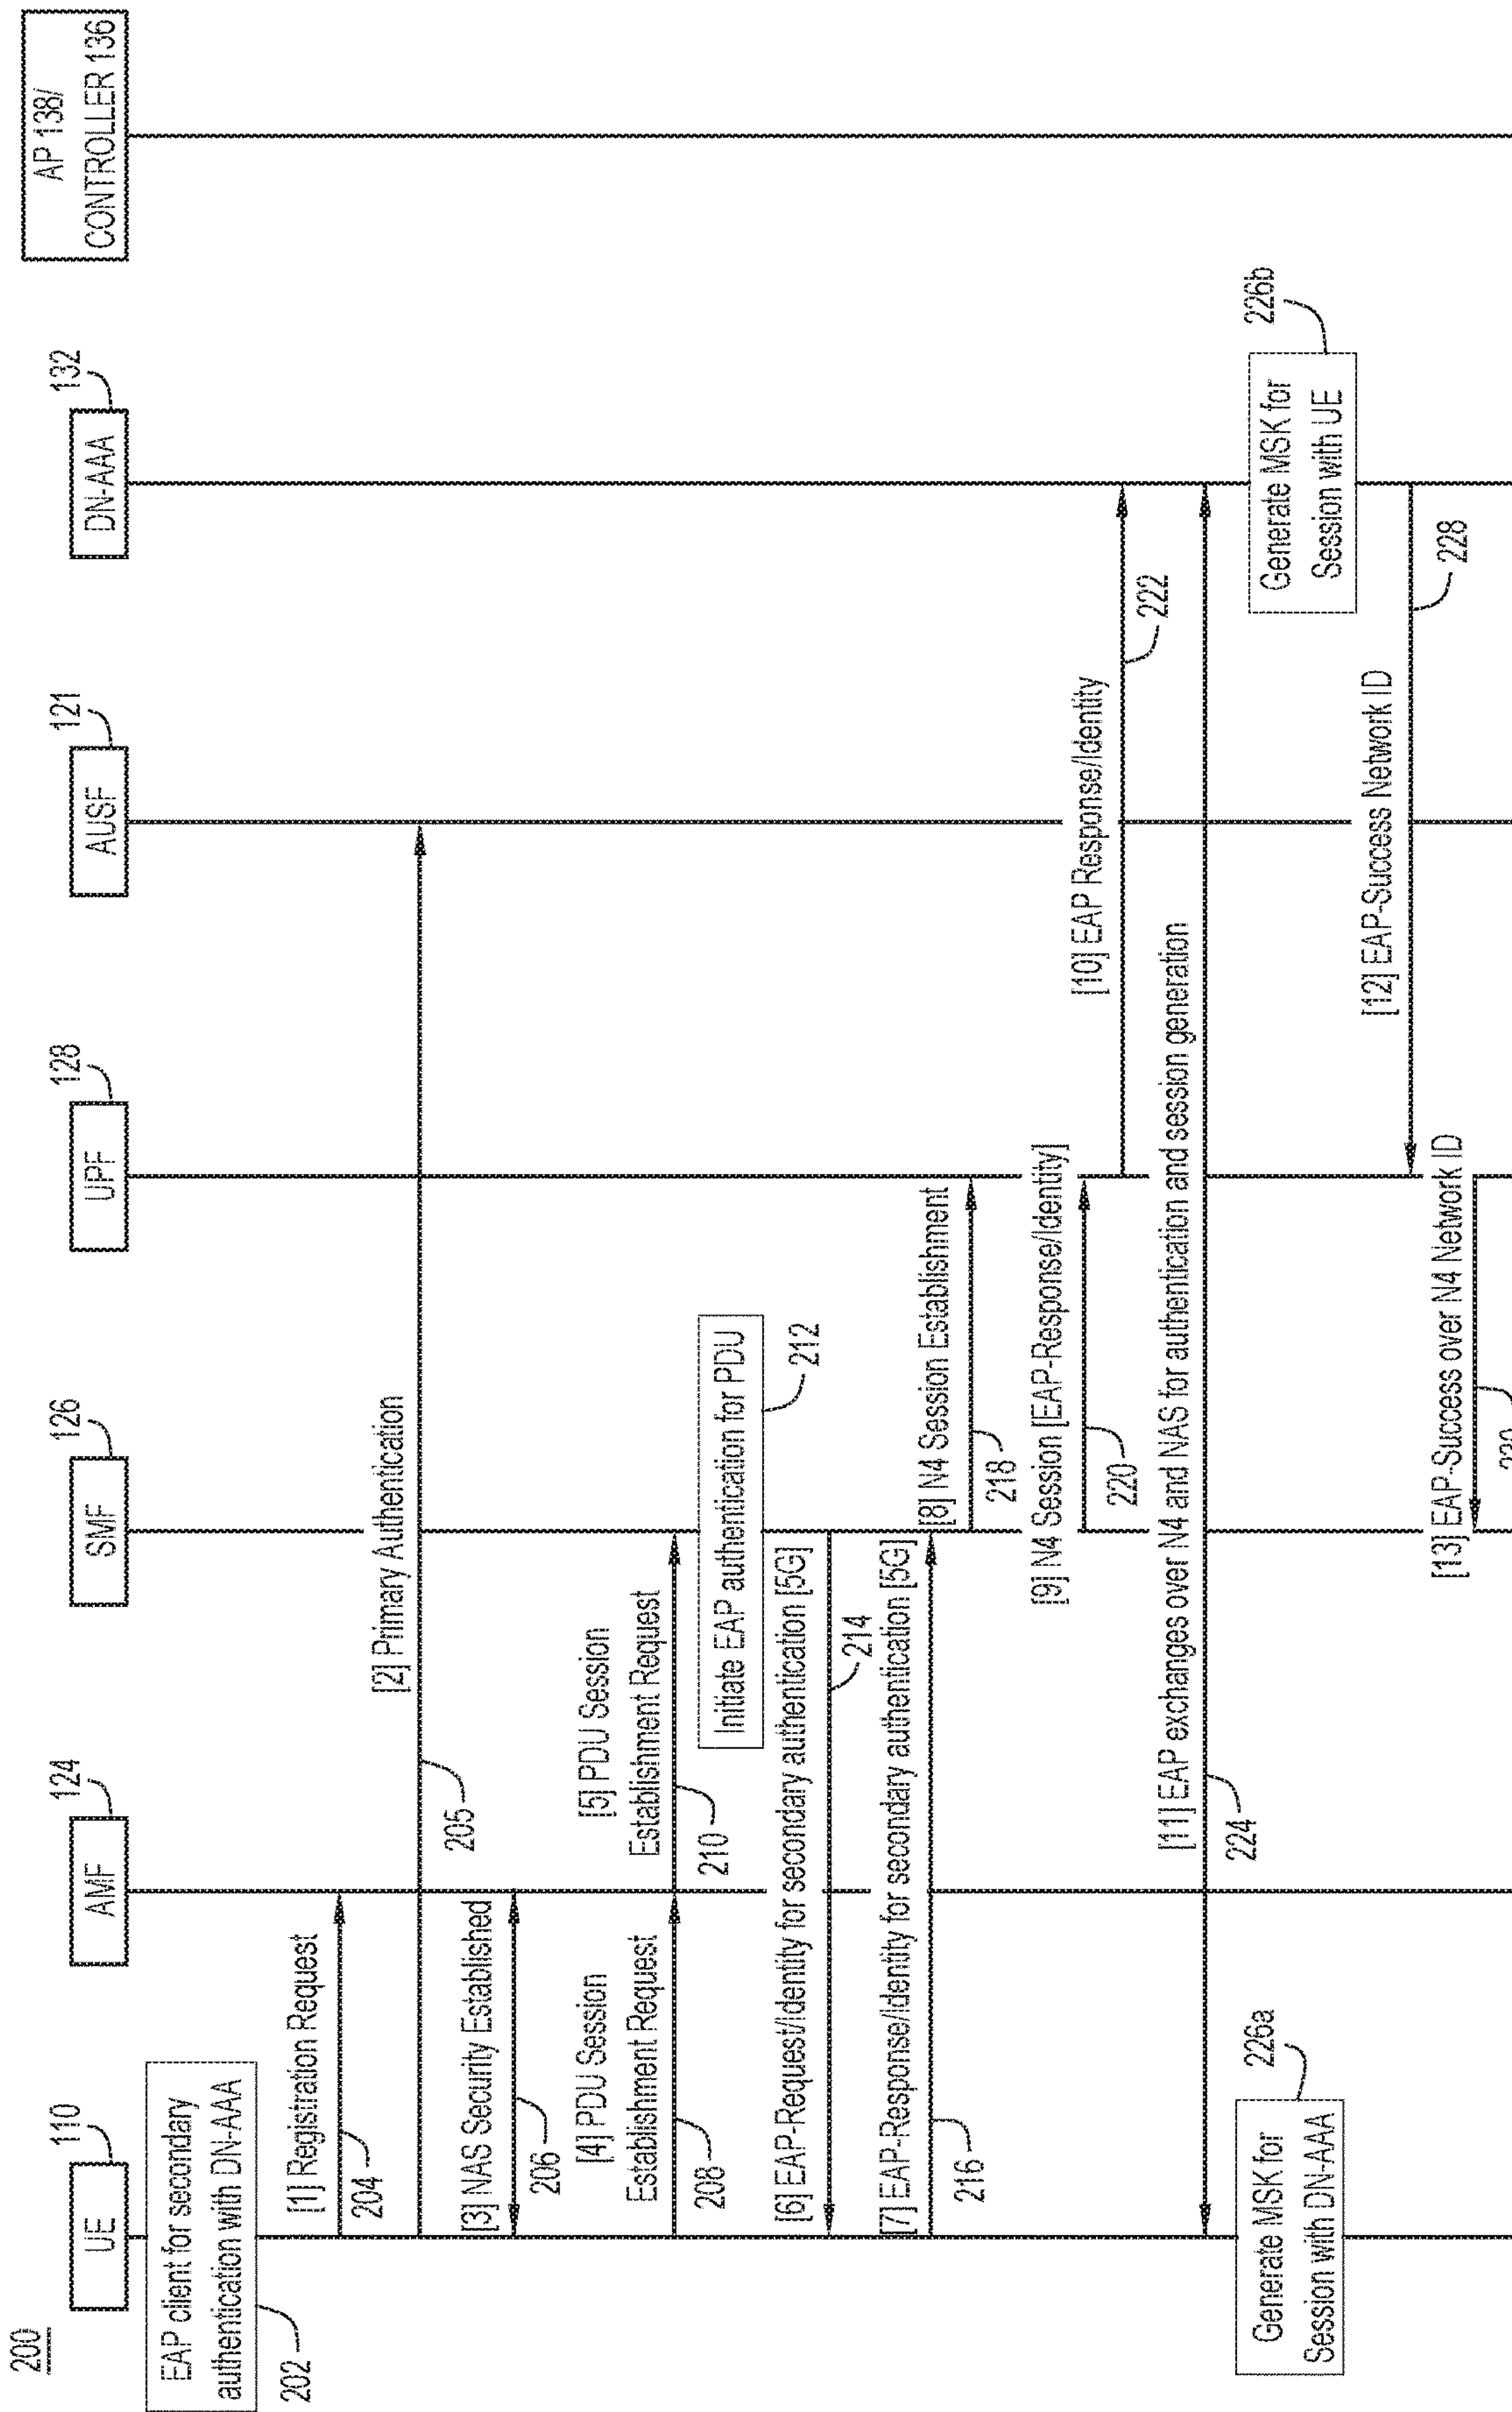 200
UE
110
AMF
124
SMF
126
UPF
128
AUSF
121
DN-AAA
132
AP 138/
CONTROLLER 136
EAP client for secondary
authentication with DN-AAA
202
[1] Registration Request
204
[2] Primary Authentication
205
[3] NAS Security Established
206
[4] PDU Session
Establishment Request
208
[5] PDU Session
Establishment Request
210
Initiate EAP authentication for PDU
212
[6] EAP-Request/Identity for secondary authentication [5G]
214
[7] EAP-Response/Identity for secondary authentication [5G]
216
[8] N4 Session Establishment
218
[9] N4 Session [EAP-Response/Identity]
220
[10] EAP Response/Identity
222
[11] EAP exchanges over N4 and NAS for authentication and session generation
224
Generate MSK for
Session with DN-AAA
226a
Generate MSK for
Session with UE
226b
[12] EAP-Success Network ID
228
[13] EAP-Success over N4 Network ID